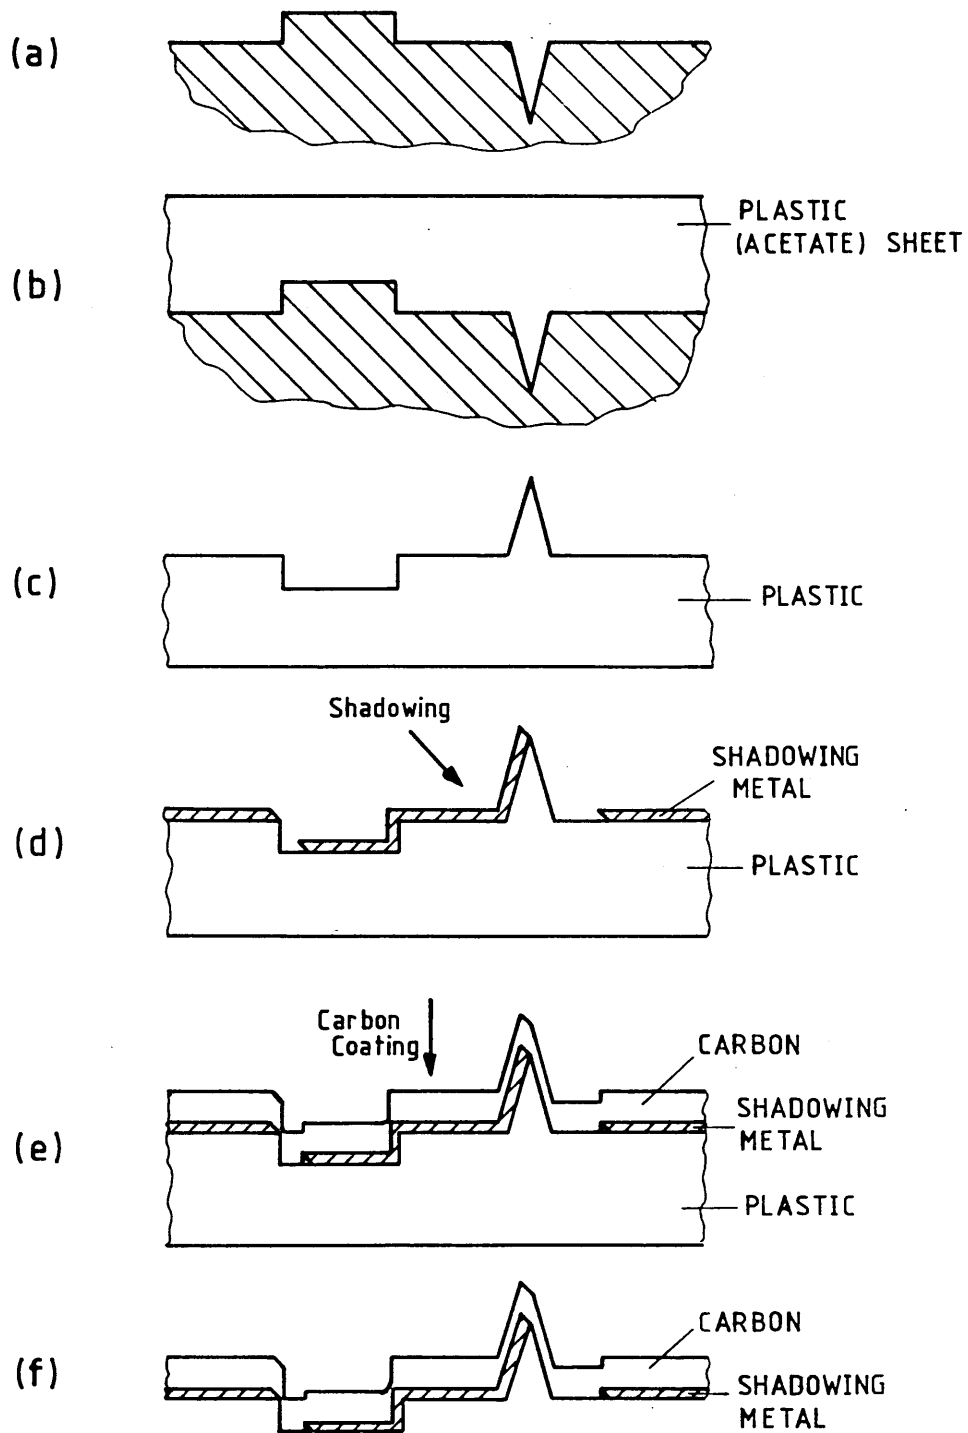 (a)
PLASTIC
(ACETATE) SHEET
(b)
(c)
PLASTIC
Shadowing
SHADOWING
METAL
(d)
PLASTIC
Carbon
Coating
CARBON
SHADOWING
METAL
(e)
PLASTIC
CARBON
(f)
SHADOWING
METAL